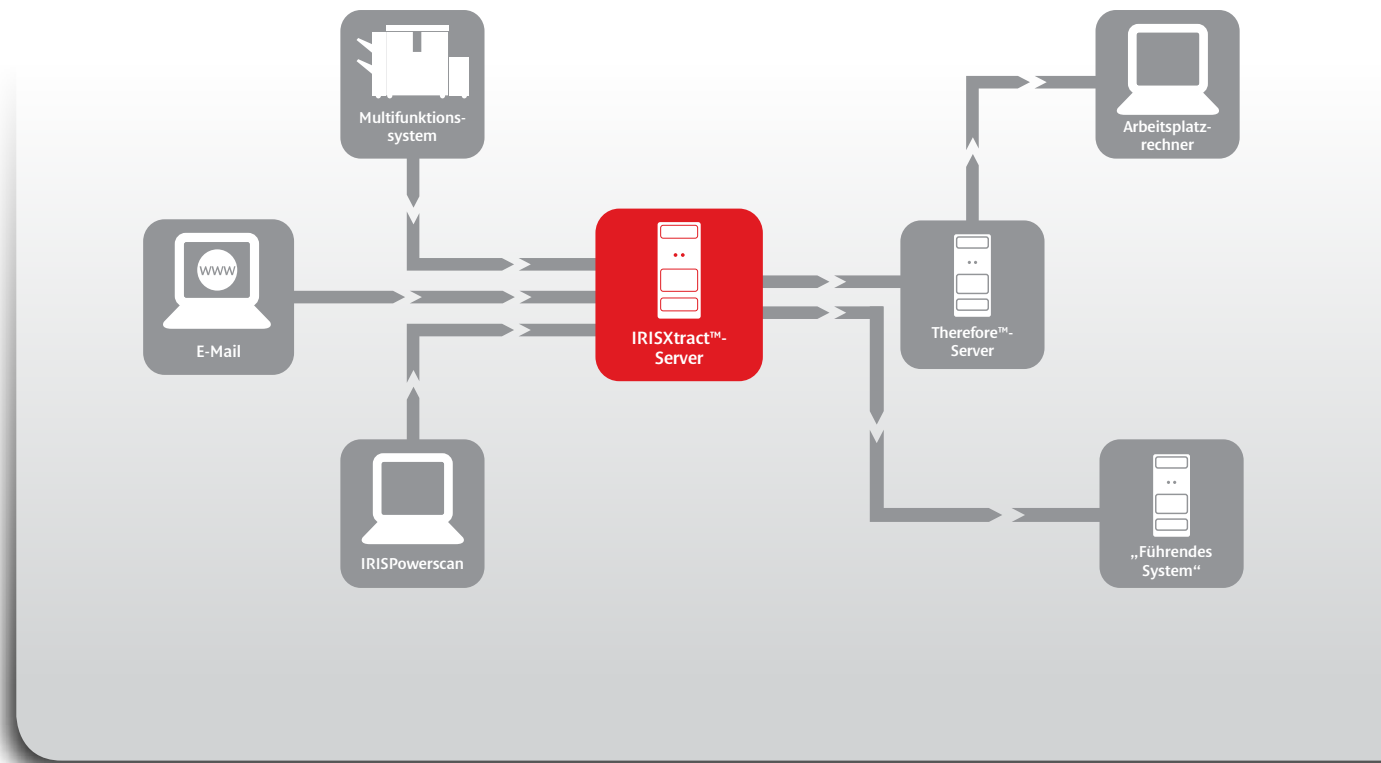 Multifunktions-
system
Arbeitsplatz-
rechner
www
E-Mail
IRISXtract™-
Server
Therefore™-
Server
IRISPowerscan
„Führendes
System“